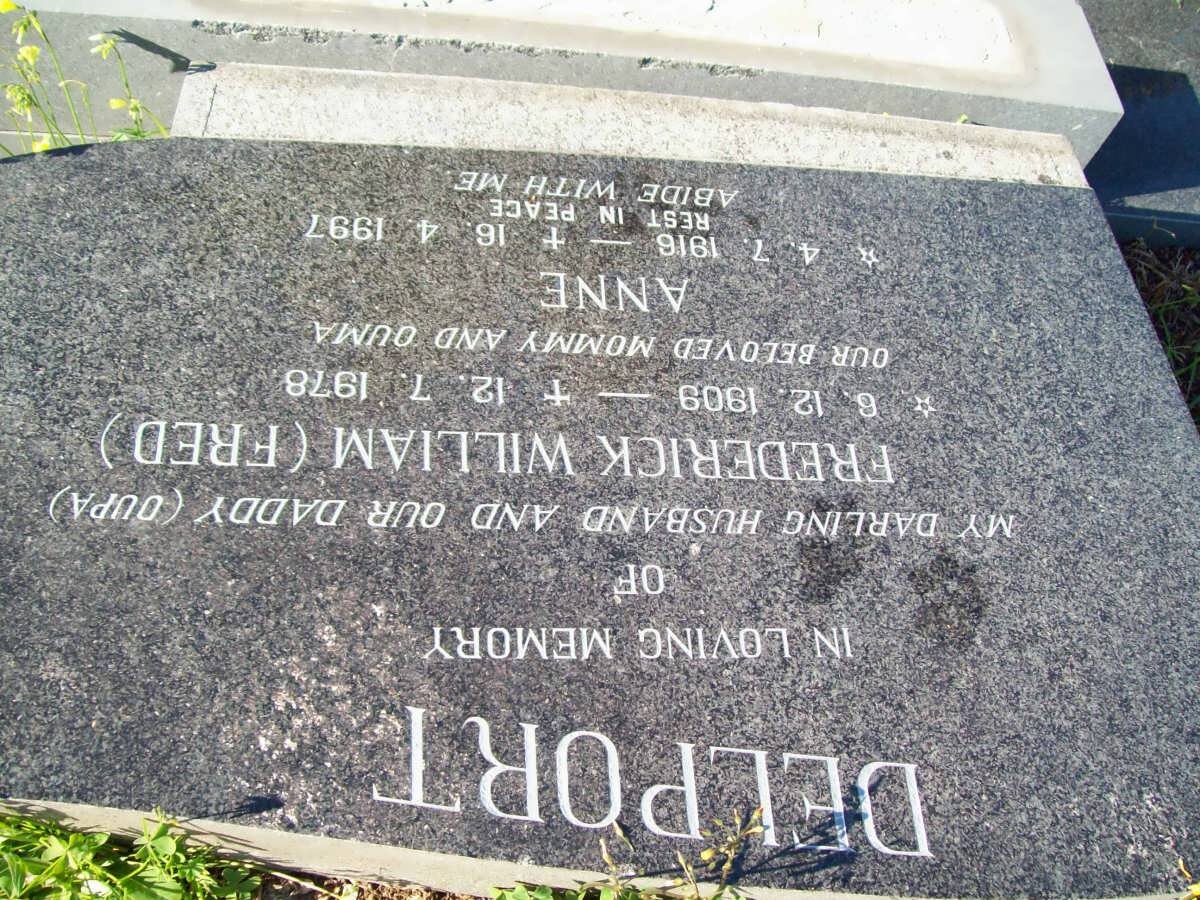 DELPORT
IN LOVING MEMORY
OF
MY DARLING HUSBAND AND OUR DADDY (OUPA)
FREDERICK WILLIAM (FRED)
☆ 6. 12. 1909 — † 12. 7. 1978
OUR BELOVED MOMMY AND OUMA
ANNE
☆ 4. 7. 1916 — † 16. 4. 1997
REST IN PEACE
ABIDE WITH ME